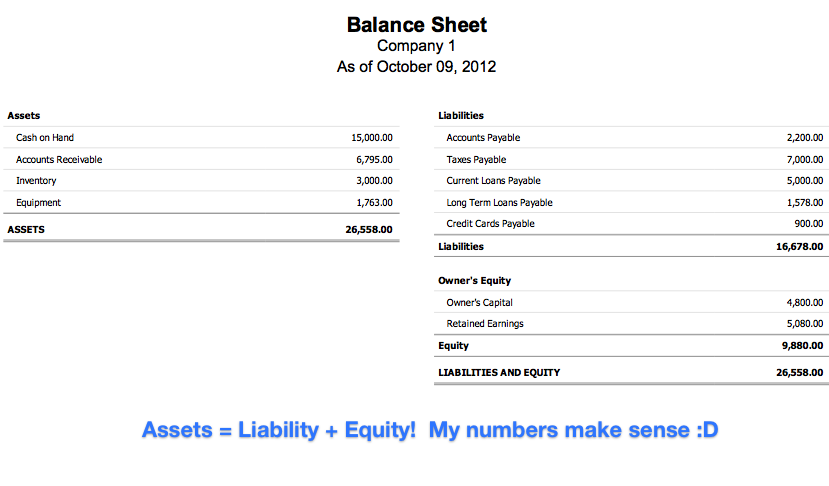 Balance Sheet
Company 1
As of October 09, 2012
Assets
Cash on Hand 15,000.00
Accounts Receivable 6,795.00
Inventory 3,000.00
Equipment 1,763.00
ASSETS 26,558.00
Liabilities
Accounts Payable 2,200.00
Taxes Payable 7,000.00
Current Loans Payable 5,000.00
Long Term Loans Payable 1,578.00
Credit Cards Payable 900.00
Liabilities 16,678.00
Owner's Equity
Owner's Capital 4,800.00
Retained Earnings 5,080.00
Equity 9,880.00
LIABILITIES AND EQUITY 26,558.00
Assets = Liability + Equity!  My numbers make sense :D